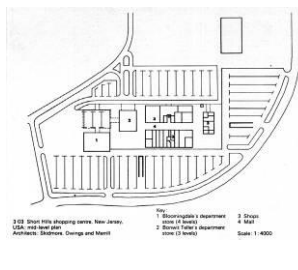 3.03 Short Hills shopping centre, New Jersey,
USA: mid-level plan
Architects: Skidmore, Owings and Merrill
Key:
1 Bloomingdale's department
store (4 levels)
2 Bonwit Teller's department
store (3 levels)
3 Shops
4 Mall
Scale: 1:4000